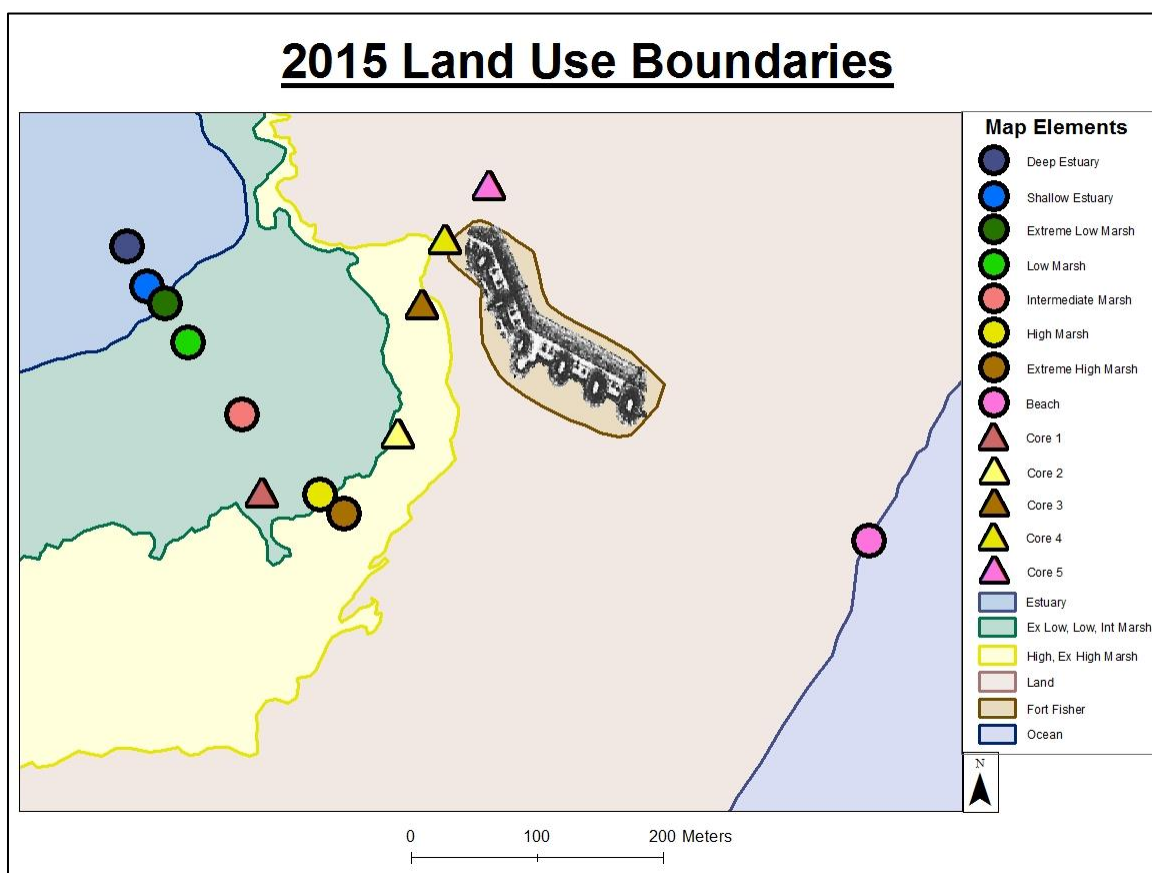 2015 Land Use Boundaries
Map Elements
Deep Estuary
Shallow Estuary
Extreme Low Marsh
Low Marsh
Intermediate Marsh
High Marsh
Extreme High Marsh
Beach
Core 1
Core 2
Core 3
Core 4
Core 5
Estuary
Ex Low, Low, Int Marsh
High, Ex High Marsh
Land
Fort Fisher
Ocean
N
0 100 200 Meters